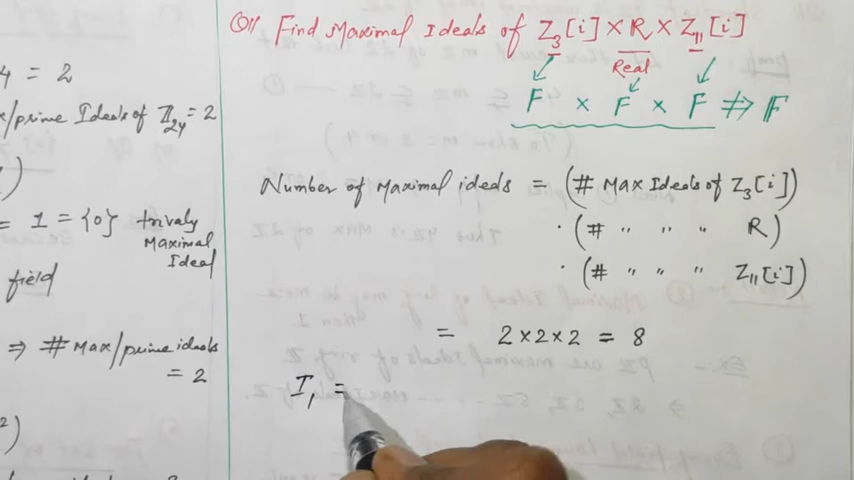 4 = 2
x/prime Ideals of Z₂₄ = 2
)
= 1 = {0} trivaly
Maximal
Ideal
field
⇒ # Max/prime ideals
= 2
²)
Q1) Find Maximal Ideals of Z₃[i] × R × Z₁₁[i]
Real
F × F × F ⇏ F
Number of Maximal ideds = (# Max Ideals of Z₃[i])
· (# " " " R)
· (# " " " Z₁₁[i])
= 2×2×2 = 8
I₁ =